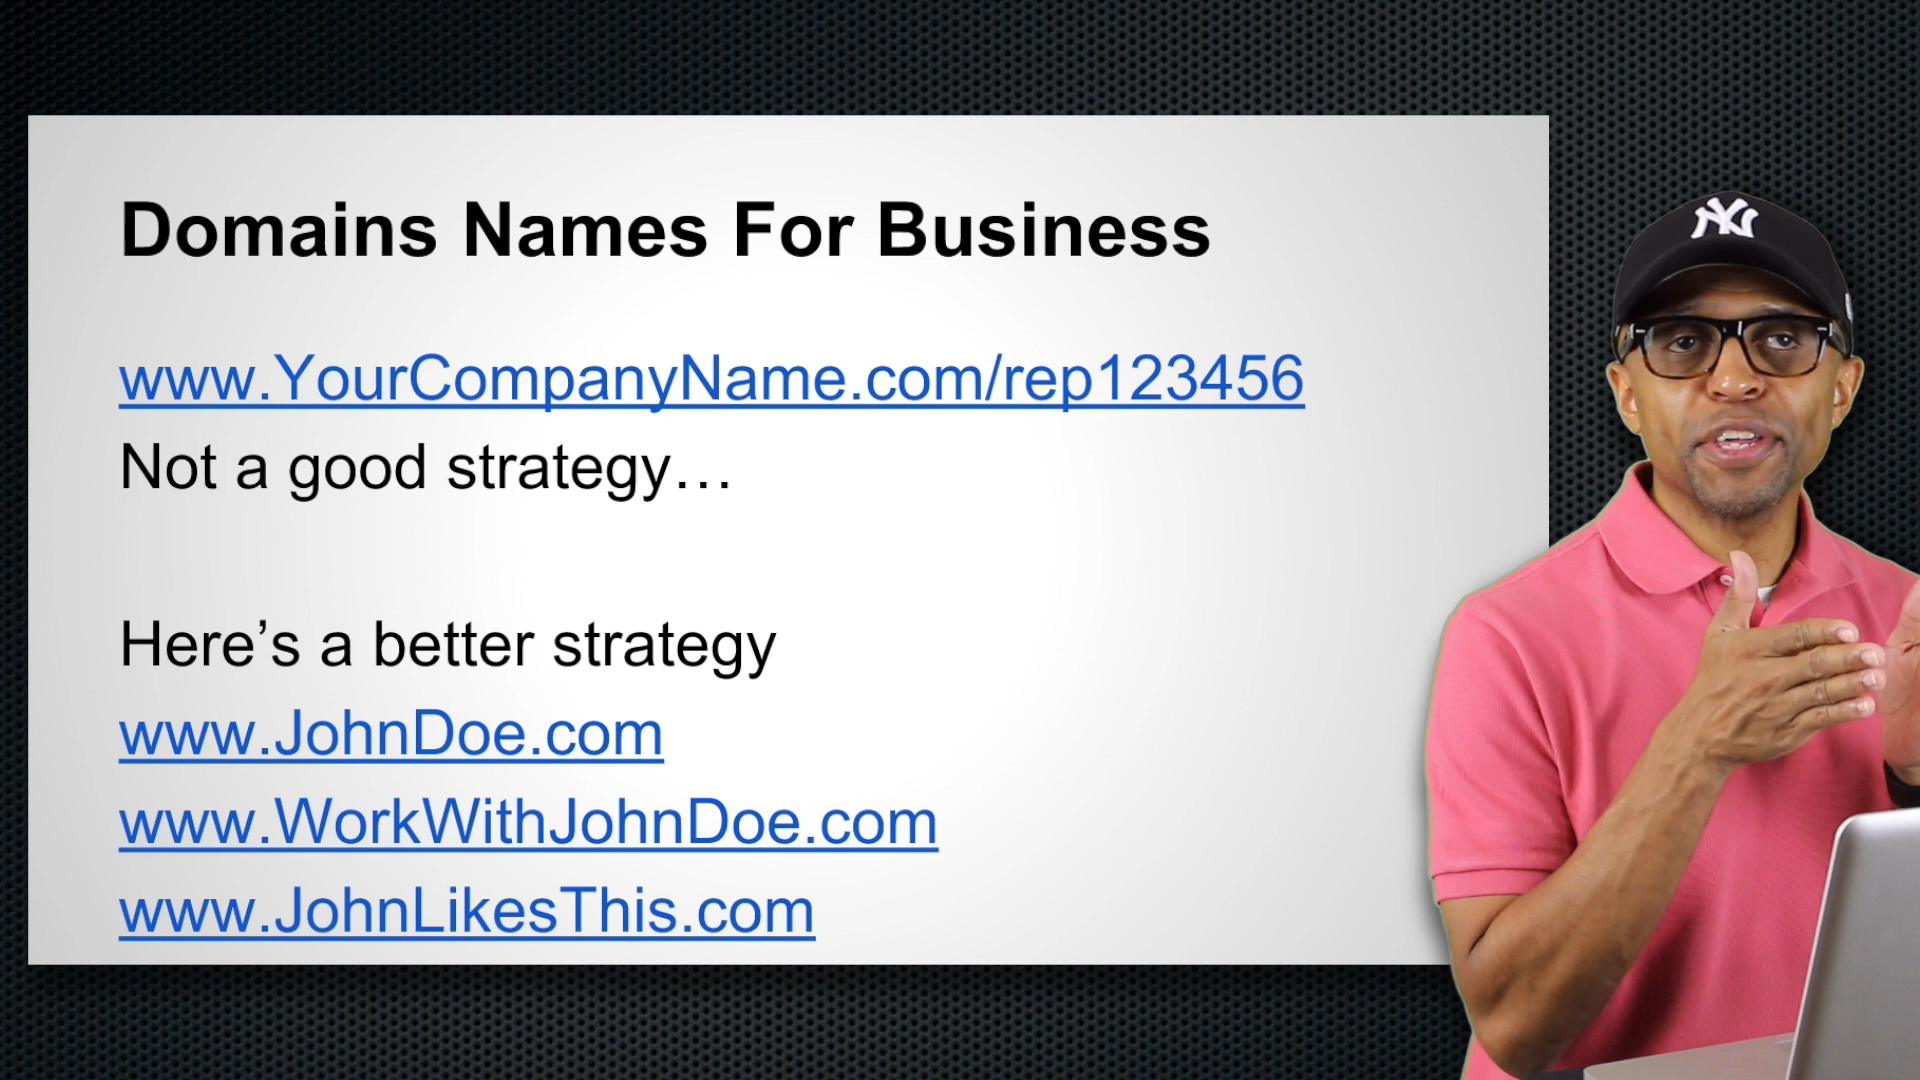 Domains Names For Business
www.YourCompanyName.com/rep123456
Not a good strategy…
Here’s a better strategy
www.JohnDoe.com
www.WorkWithJohnDoe.com
www.JohnLikesThis.com
NY